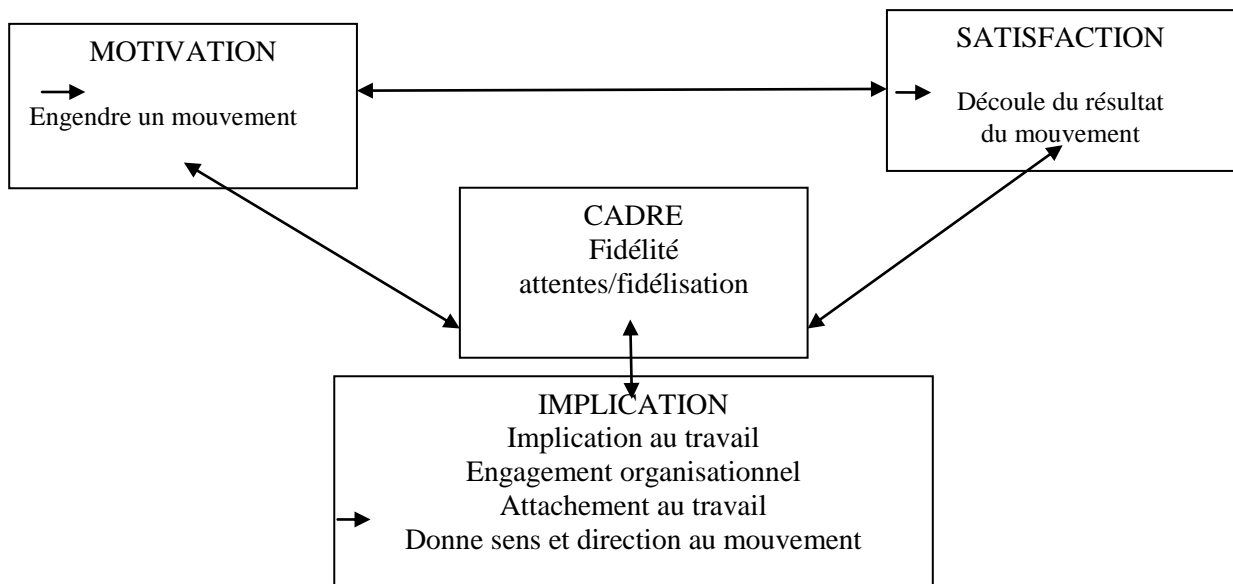 MOTIVATION
Engendre un mouvement
SATISFACTION
Découle du résultat
du mouvement
CADRE
Fidélité
attentes/fidélisation
IMPLICATION
Implication au travail
Engagement organisationnel
Attachement au travail
Donne sens et direction au mouvement